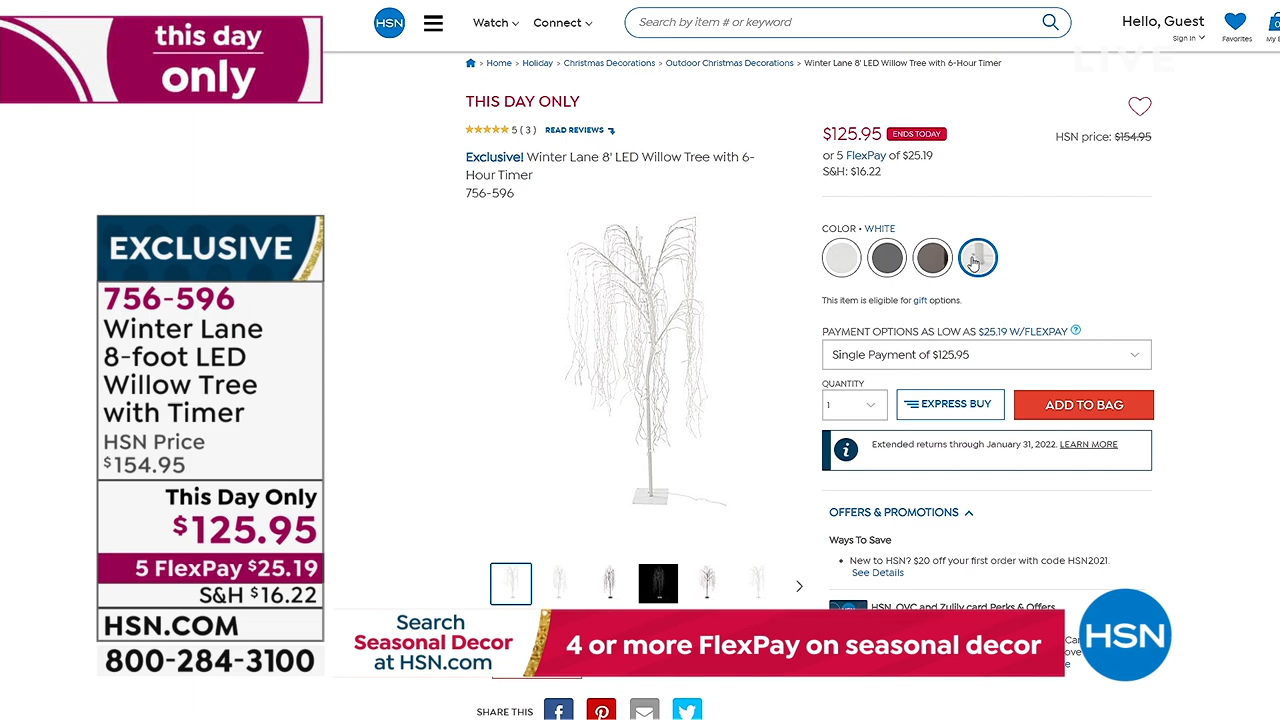 this day
only
EXCLUSIVE
756-596
Winter Lane
8-foot LED
Willow Tree
with Timer
HSN Price
$154.95
This Day Only
$125.95
5 FlexPay $25.19
S&H $16.22
HSN.COM
800-284-3100
HSN
Watch
Connect
Search by item # or keyword
Hello, Guest
Sign In
Favorites
My
LIVE
> Home > Holiday > Christmas Decorations > Outdoor Christmas Decorations > Winter Lane 8' LED Willow Tree with 6-Hour Timer
THIS DAY ONLY
5 ( 3 ) READ REVIEWS
Exclusive! Winter Lane 8' LED Willow Tree with 6-
Hour Timer
756-596
$125.95 ENDS TODAY
HSN price: $154.95
or 5 FlexPay of $25.19
S&H: $16.22
COLOR • WHITE
This item is eligible for gift options.
PAYMENT OPTIONS AS LOW AS $25.19 W/FLEXPAY ?
Single Payment of $125.95
QUANTITY
1
EXPRESS BUY
ADD TO BAG
i
Extended returns through January 31, 2022. LEARN MORE
OFFERS & PROMOTIONS
Ways To Save
• New to HSN? $20 off your first order with code HSN2021.
See Details
HSN, QVC and Zulily card Perks & Offers
Search
Seasonal Decor
at HSN.com
4 or more FlexPay on seasonal decor
HSN
SHARE THIS